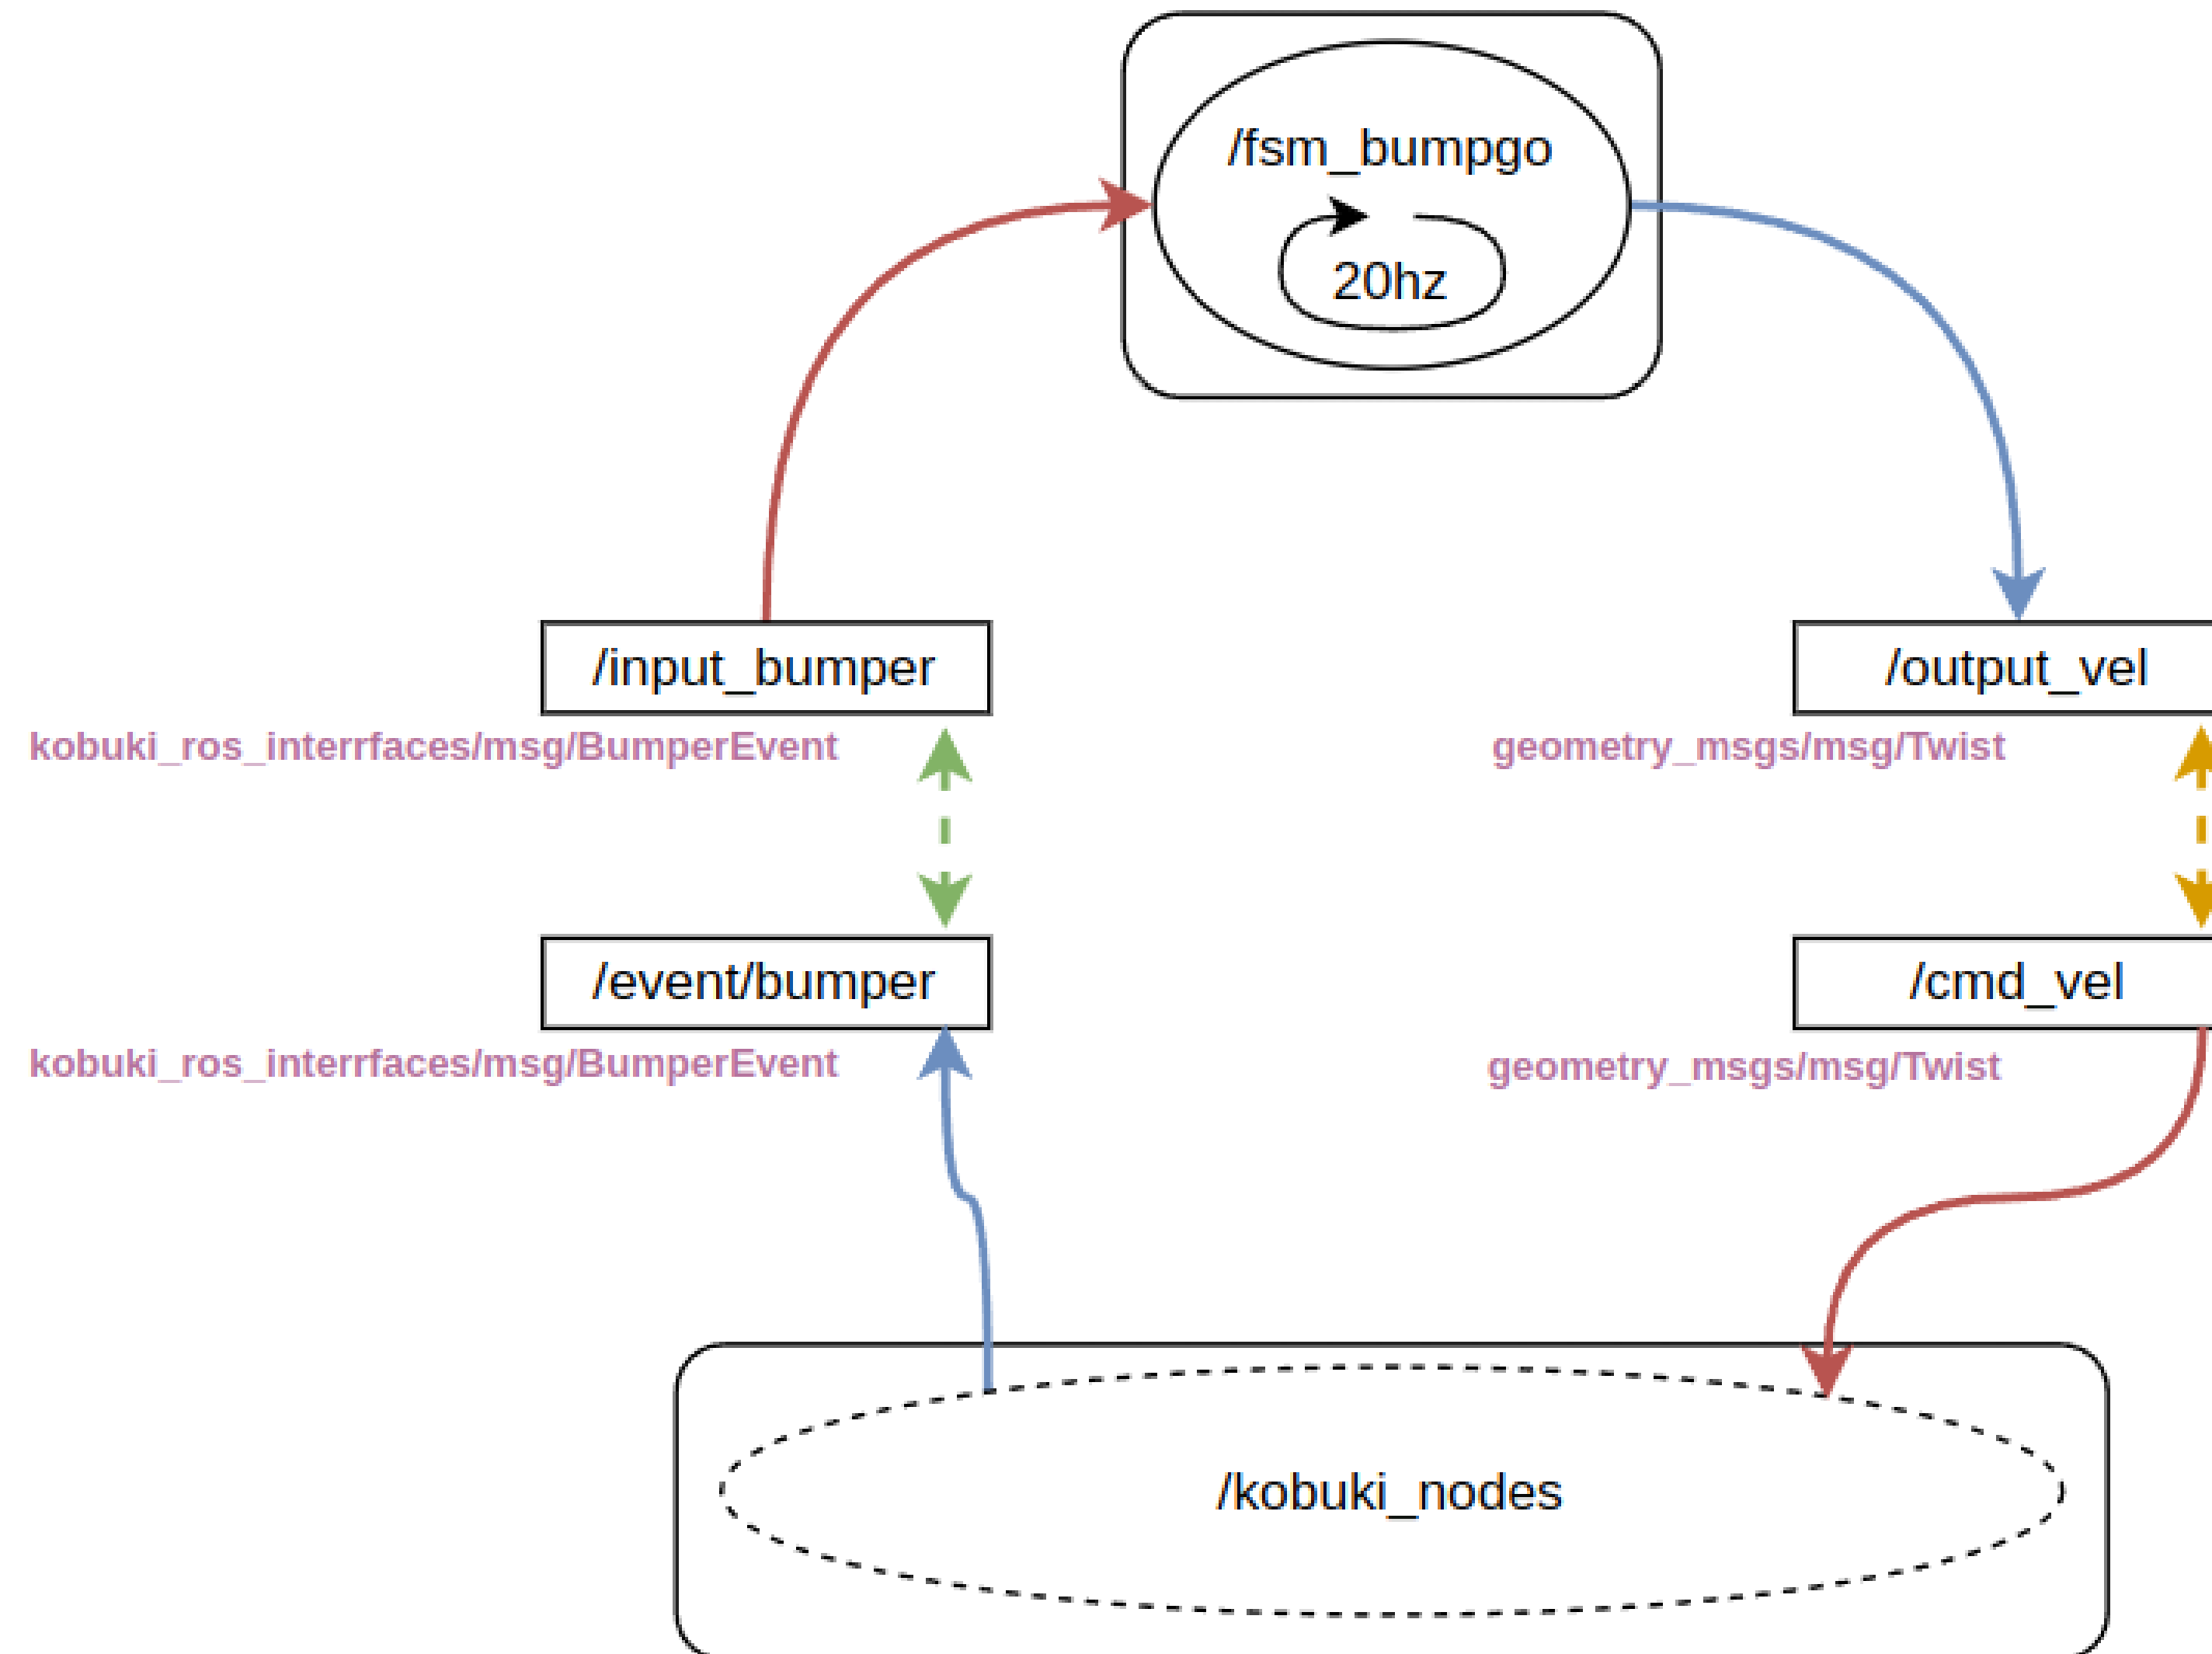 /fsm_bumpgo
20hz
/input_bumper
/output_vel
kobuki_ros_interrfaces/msg/BumperEvent
geometry_msgs/msg/Twist
/event/bumper
/cmd_vel
kobuki_ros_interrfaces/msg/BumperEvent
geometry_msgs/msg/Twist
/kobuki_nodes